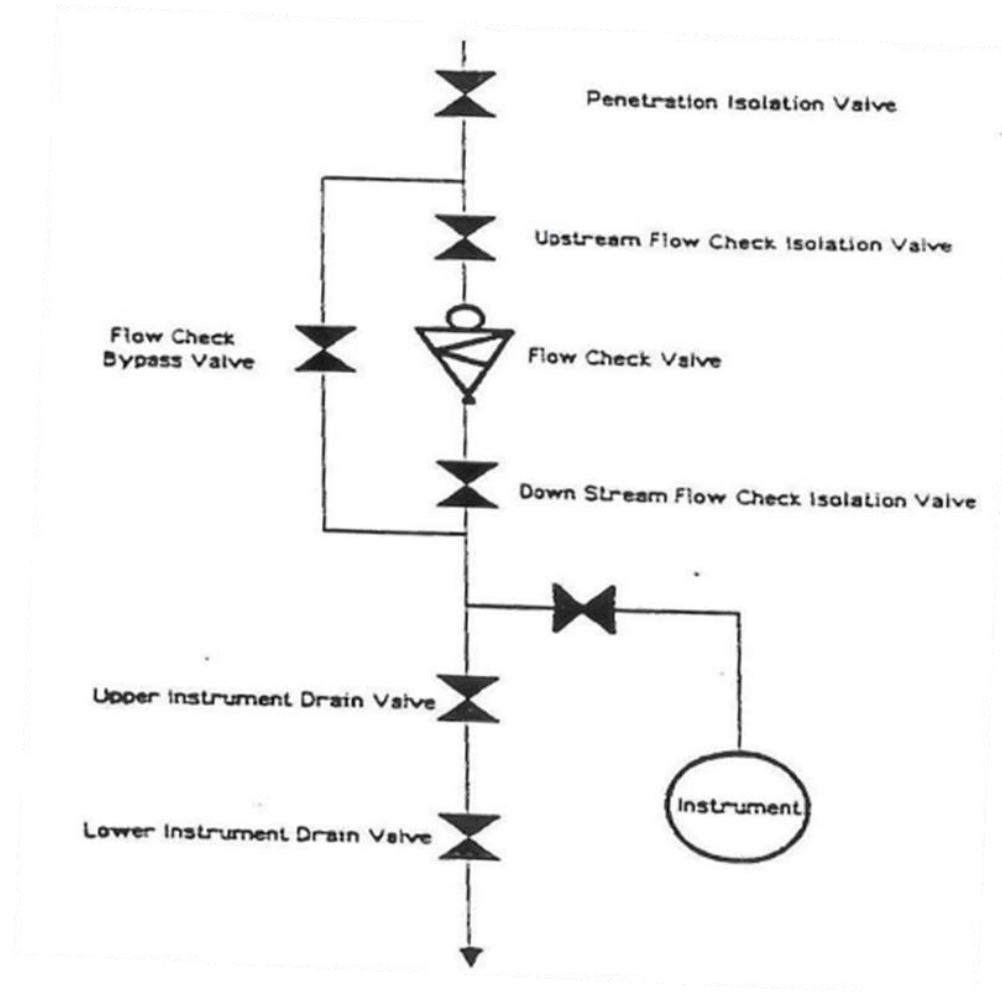 Penetration Isolation Valve
Upstream Flow Check Isolation Valve
Flow Check
Bypass Valve
Flow Check Valve
Down Stream Flow Check Isolation Valve
Upper Instrument Drain Valve
Instrument
Lower Instrument Drain Valve